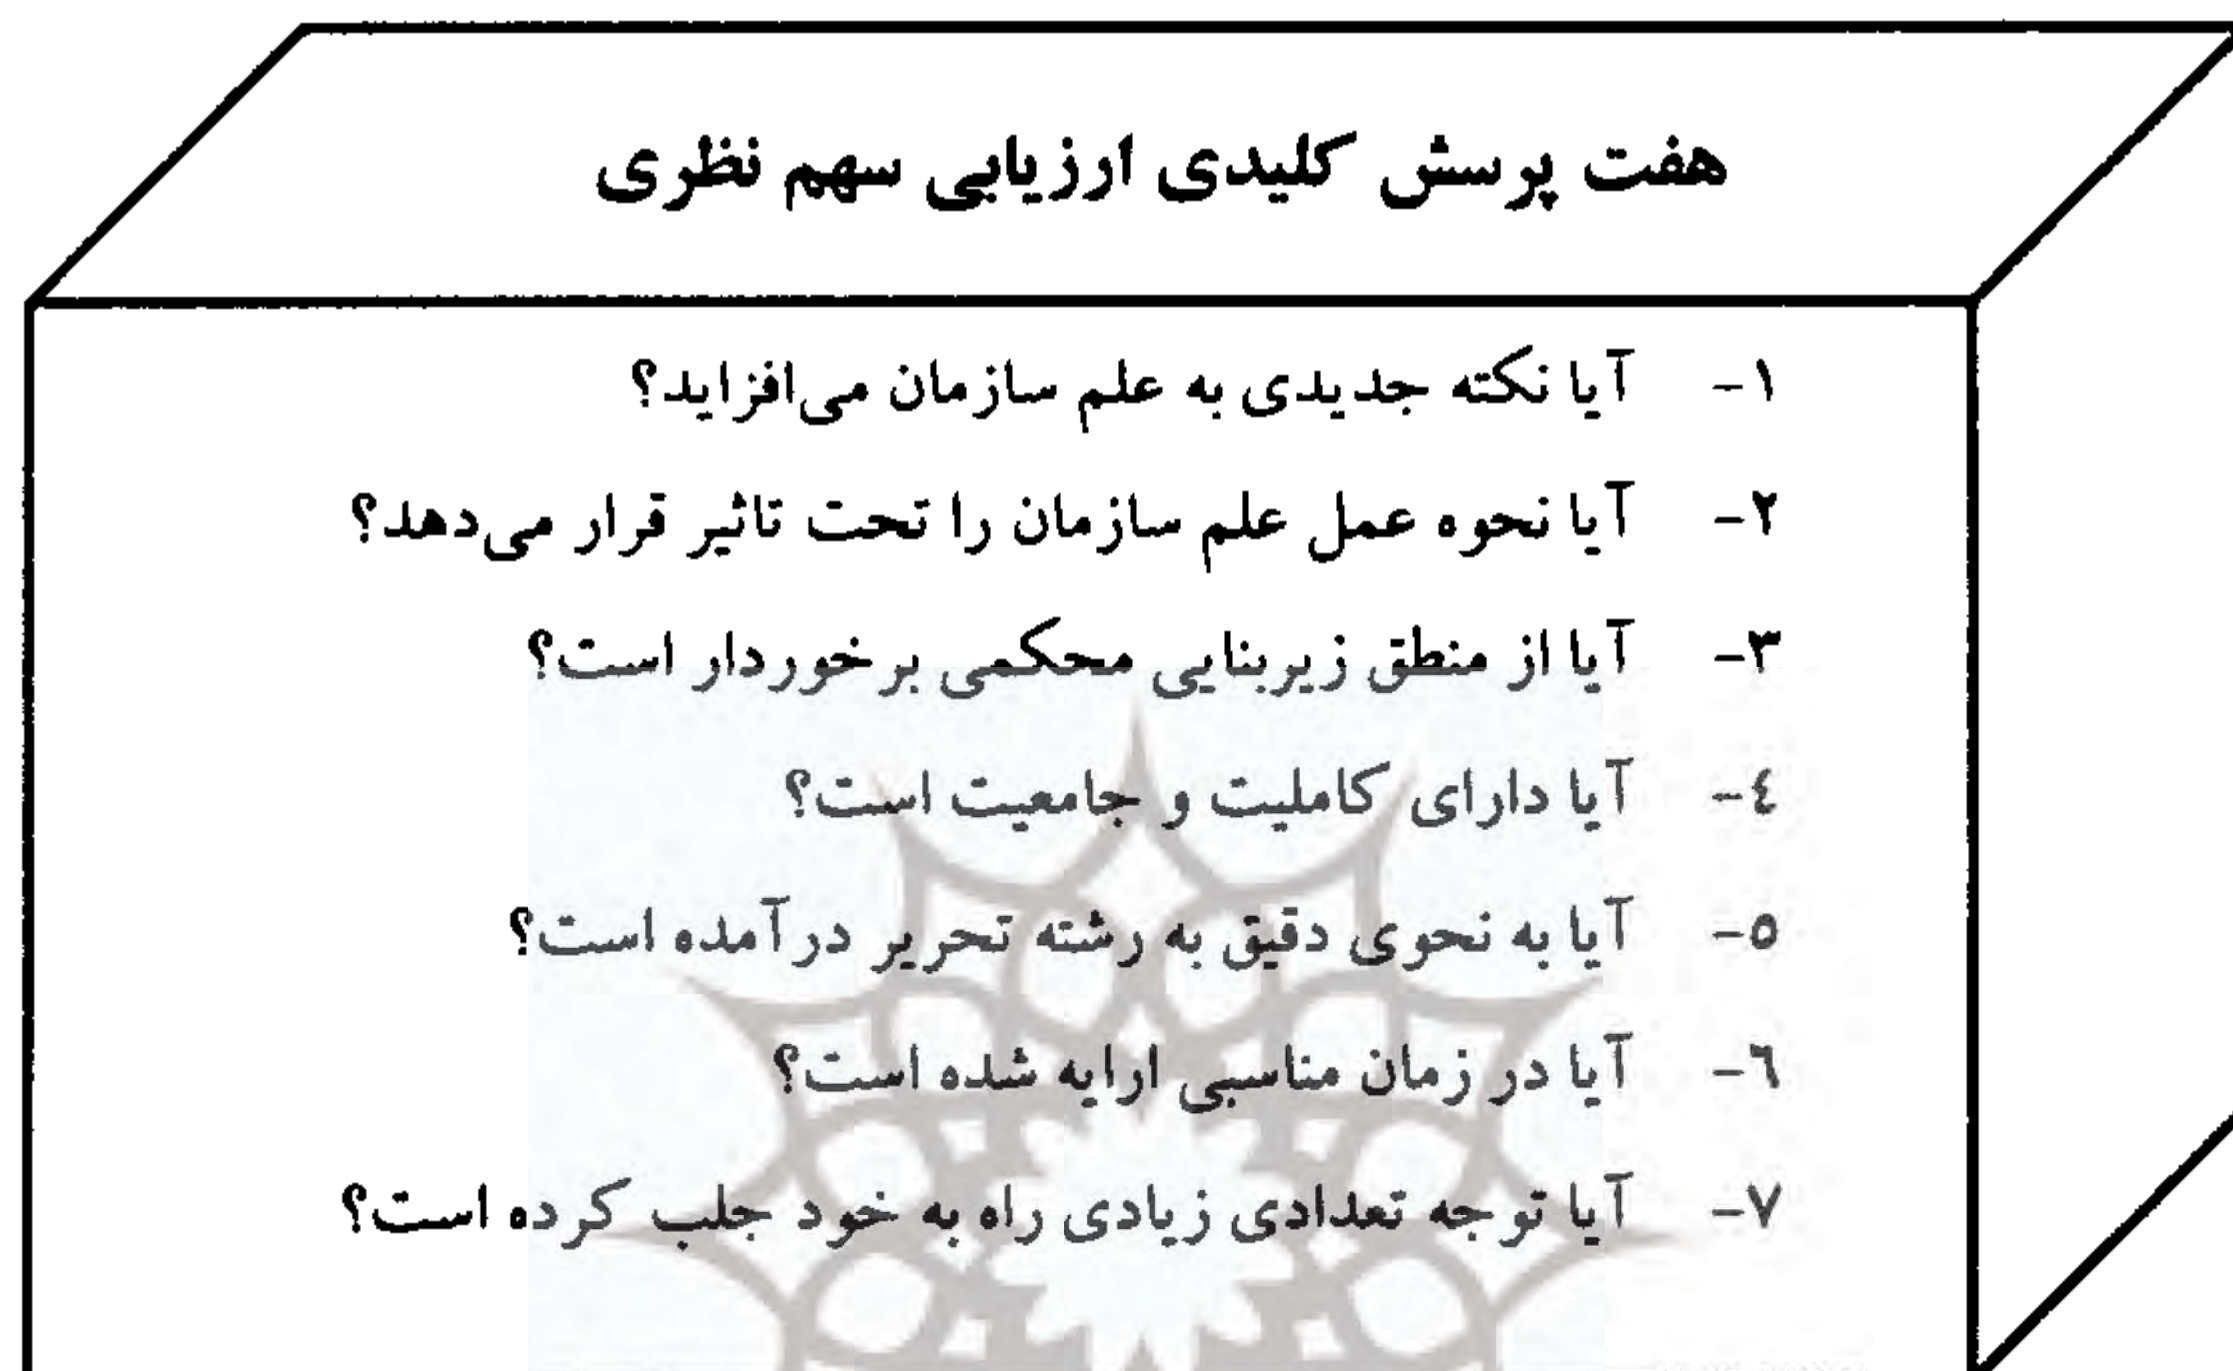 هفت پرسش کلیدی ارزیابی سهم نظری
۱- آیا نکته جدیدی به علم سازمان می‌افزاید؟
۲- آیا نحوه عمل علم سازمان را تحت تاثیر قرار می‌دهد؟
۳- آیا از منطق زیربنایی محکمی برخوردار است؟
٤- آیا دارای کاملیت و جامعیت است؟
٥- آیا به نحوی دقیق به رشته تحریر درآمده است؟
٦- آیا در زمان مناسبی ارایه شده است؟
۷- آیا توجه تعدادی زیادی راه به خود جلب کرده است؟